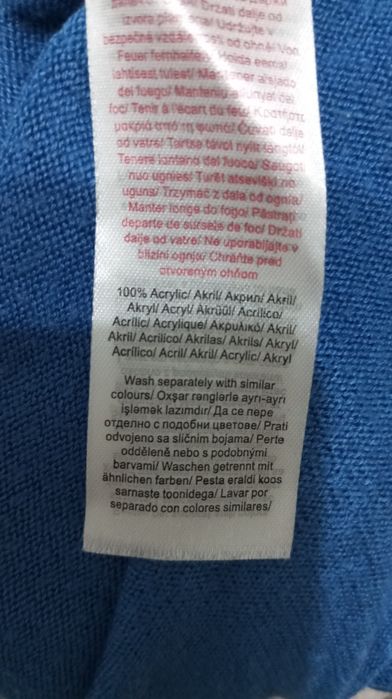 Držati dalje od
izvora
bezpečné vzdálenosti od ohně/ Von
Feuer fernhalten/
lahtisest tulest/ Mantener alejado
del fuego/
foc/ Tenir à l'écart du feu/ Κρατήστε
μακριά από τη φωτιά/ Čuvati dalje
od vatre/ Tartsa távol nyílt lángtól/
Tenere lontano dal fuoco/ Saugoti
nuo ugnies/ Turēt atsevišķi no
uguns/ Trzymać z dala od ognia/
Manter longe do fogo/ Păstrați
departe de sursele de foc/ Držati
dalje od vatre/ Ne uporabljajte v
bližini ognja/ Chráňte pred
otvoreným ohňom
100% Acrylic/ Akril/ Акрил/ Akril/
Akryl/ Acryl/ Akrüül/ Acrílico/
Acrilic/ Acrylique/ Ακρυλικό/ Akril/
Akril/ Acrilico/ Akrilas/ Akrils/ Akryl/
Acrílico/ Acril/ Akril/ Acrylic/ Akryl
Wash separately with similar
colours/ Oxşar rənglərlə ayrı-ayrı
işləmək lazımdır/ Да се пере
отделно с подобни цветове/ Prati
odvojeno sa sličnim bojama/ Perte
odděleně nebo s podobnými
barvami/ Waschen getrennt mit
ähnlichen farben/ Pesta eraldi koos
sarnaste toonidega/ Lavar por
separado con colores similares/